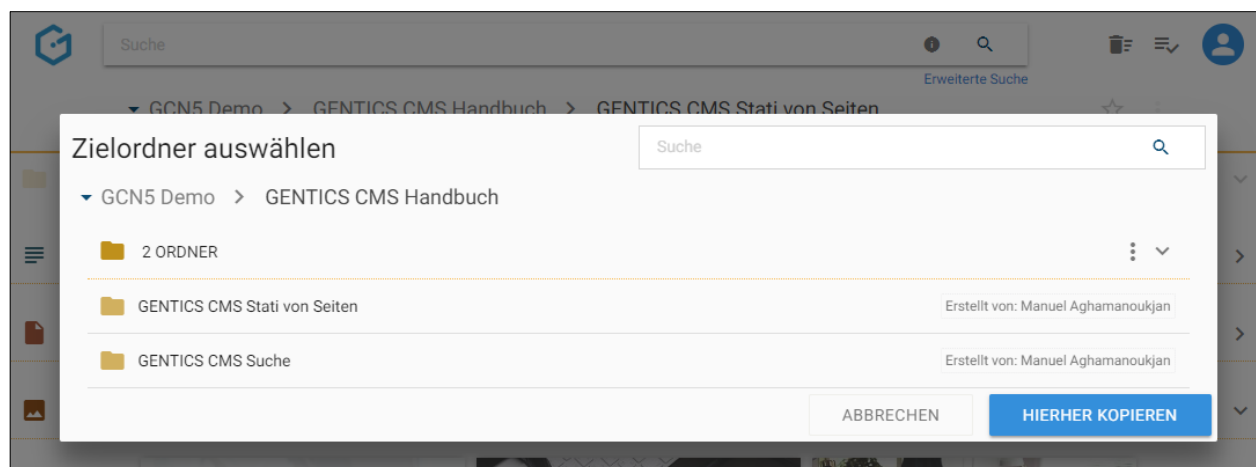 Suche
Erweiterte Suche
GCN5 Demo > GENTICS CMS Handbuch > GENTICS CMS Stati von Seiten
Zielordner auswählen
Suche
GCN5 Demo > GENTICS CMS Handbuch
2 ORDNER
GENTICS CMS Stati von Seiten Erstellt von: Manuel Aghamanoukjan
GENTICS CMS Suche Erstellt von: Manuel Aghamanoukjan
ABBRECHEN HIERHER KOPIEREN